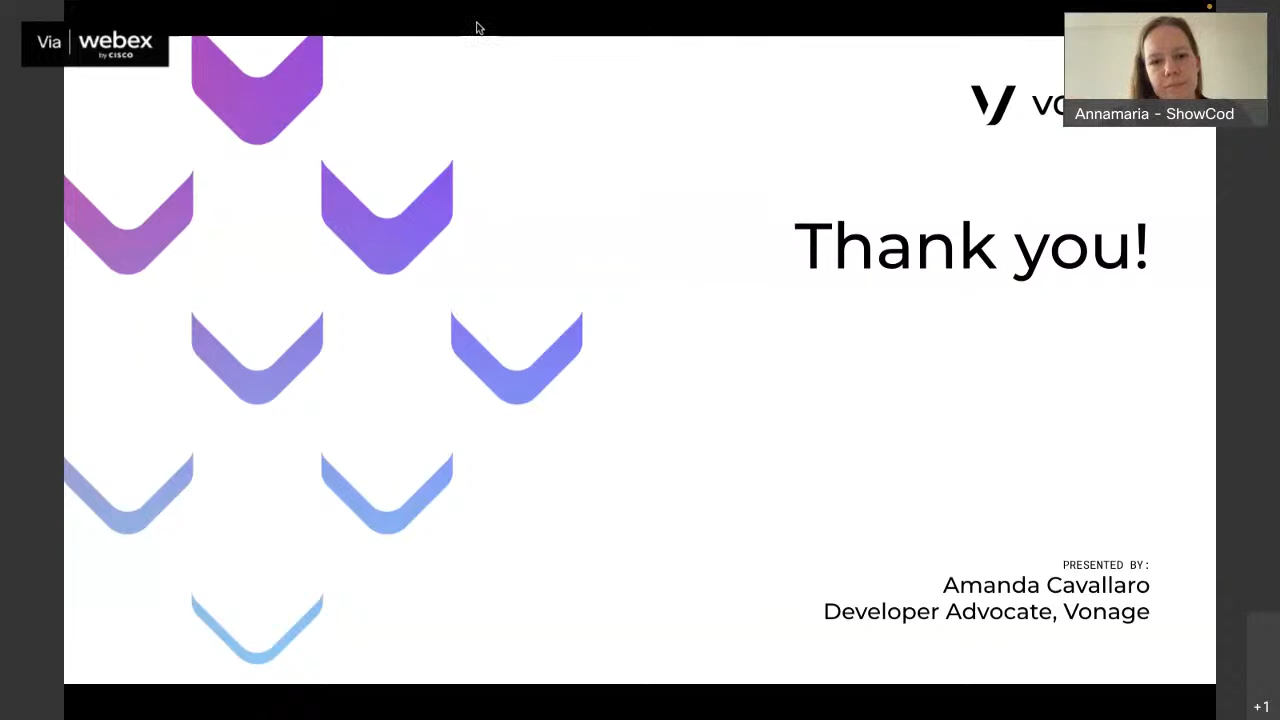 Via webex
by CISCO
Annamaria - ShowCod
Thank you!
PRESENTED BY:
Amanda Cavallaro
Developer Advocate, Vonage
+1